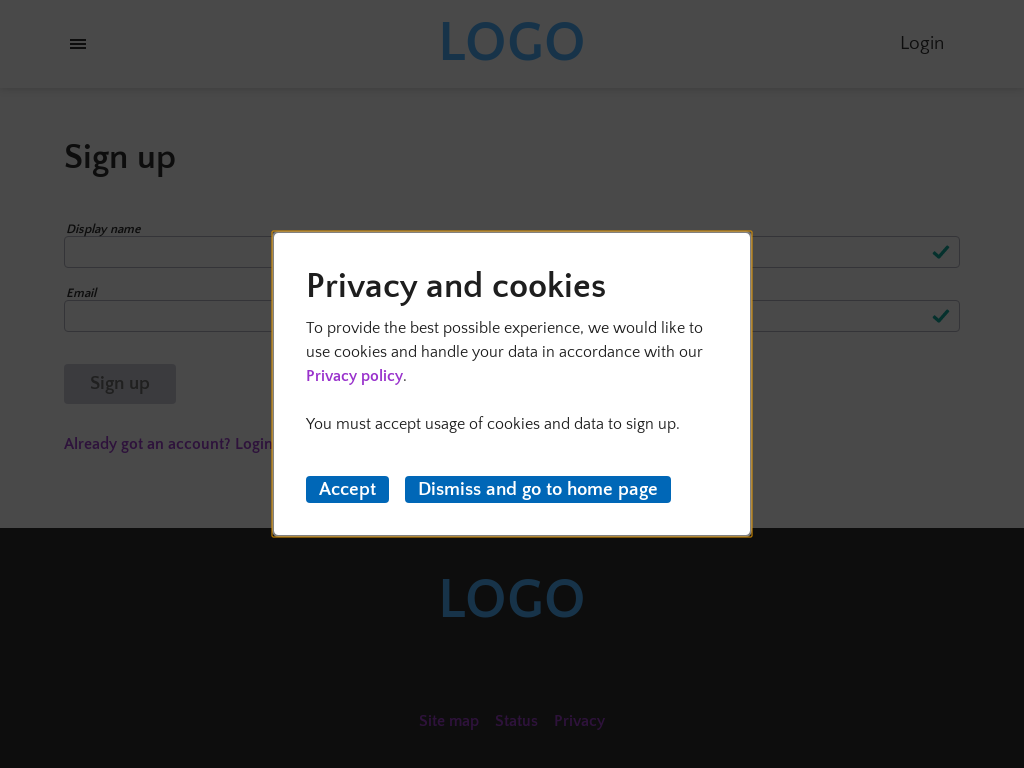 LOGO
Login
Sign up
Display name
Email
Sign up
Already got an account? Login
Privacy and cookies
To provide the best possible experience, we would like to
use cookies and handle your data in accordance with our
Privacy policy.
You must accept usage of cookies and data to sign up.
Accept
Dismiss and go to home page
LOGO
Site map
Status
Privacy